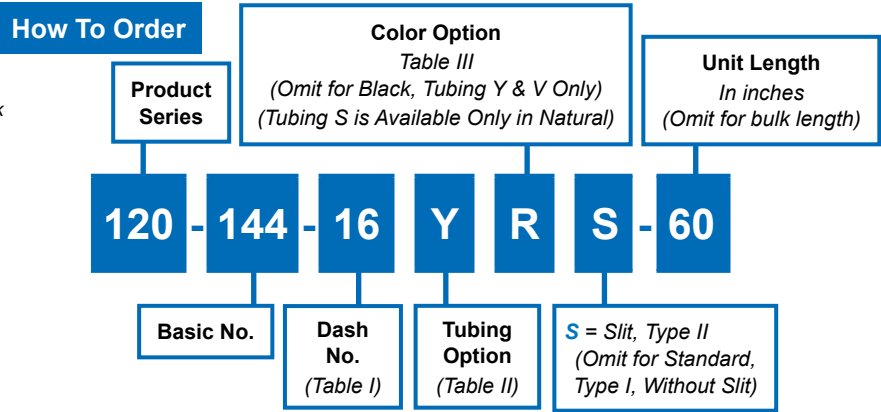 How To Order
k
Product
Series
Color Option
Table III
(Omit for Black, Tubing Y & V Only)
(Tubing S is Available Only in Natural)
Unit Length
In inches
(Omit for bulk length)
120 - 144 - 16 Y R S - 60
Basic No.
Dash
No.
(Table I)
Tubing
Option
(Table II)
S = Slit, Type II
(Omit for Standard,
Type I, Without Slit)